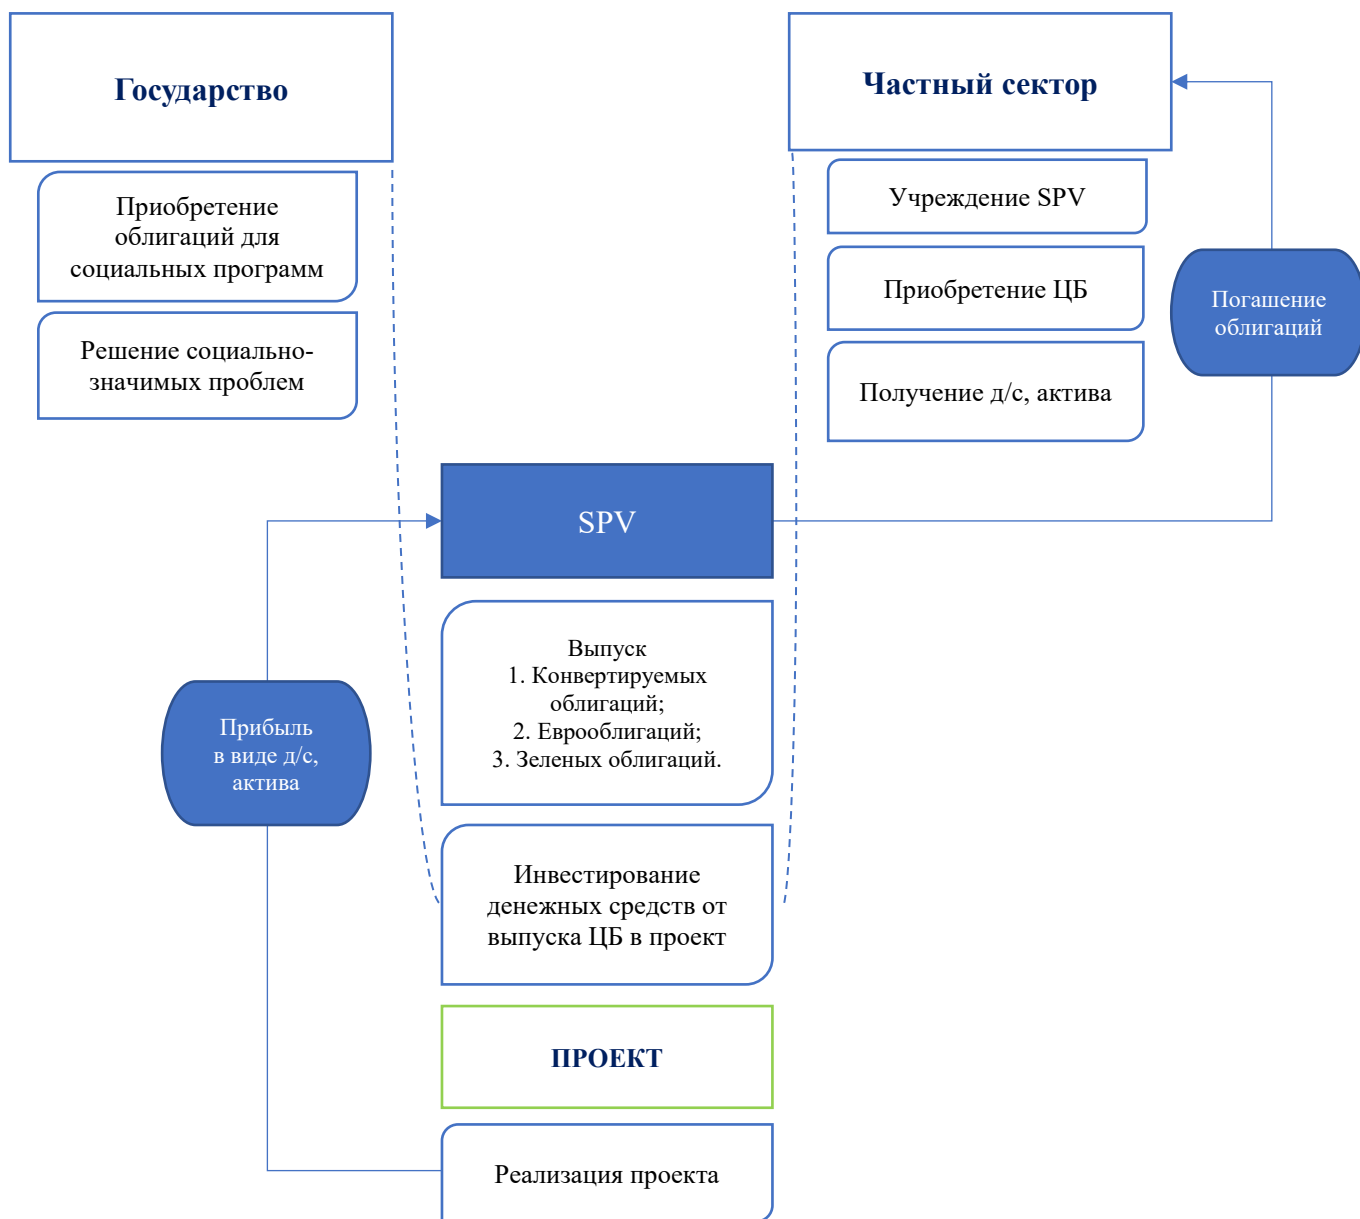 Государство
Частный сектор
Приобретение
облигаций для
социальных программ
Решение социально-
значимых проблем
Учреждение SPV
Приобретение ЦБ
Получение д/с, актива
Погашение
облигаций
SPV
Выпуск
1. Конвертируемых
облигаций;
2. Еврооблигаций;
3. Зеленых облигаций.
Прибыль
в виде д/с,
актива
Инвестирование
денежных средств от
выпуска ЦБ в проект
ПРОЕКТ
Реализация проекта